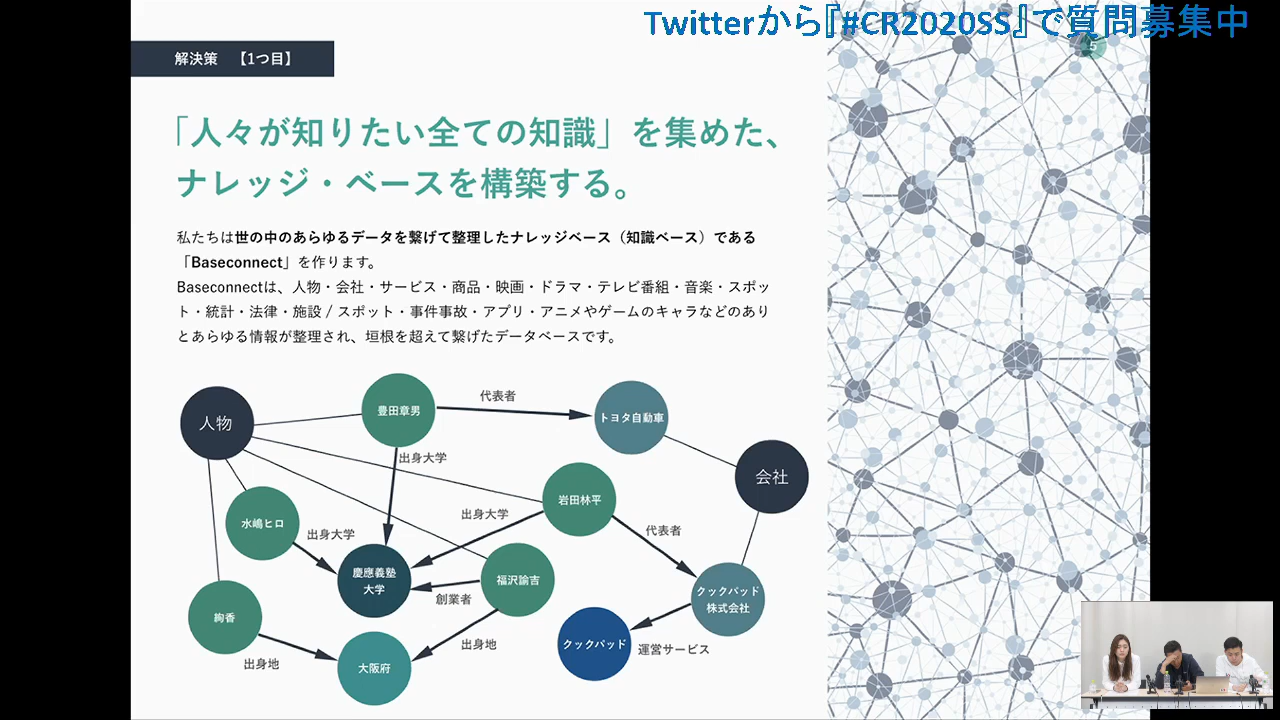 Twitterから『#CR2020SS』で質問募集中
5
解決策 【1つ目】
「人々が知りたい全ての知識」を集めた、
ナレッジ・ベースを構築する。
私たちは世の中のあらゆるデータを繋げて整理したナレッジベース（知識ベース）である
「Baseconnect」を作ります。
Baseconnectは、人物・会社・サービス・商品・映画・ドラマ・テレビ番組・音楽・スポッ
ト・統計・法律・施設 / スポット・事件事故・アプリ・アニメやゲームのキャラなどのあり
とあらゆる情報が整理され、垣根を超えて繋げたデータベースです。
人物
豊田章男
代表者
トヨタ自動車
出身大学
会社
岩田林平
水嶋ヒロ
出身大学
出身大学
代表者
慶應義塾
大学
福沢諭吉
創業者
クックパッド
株式会社
絢香
クックパッド
運営サービス
出身地
出身地
大阪府